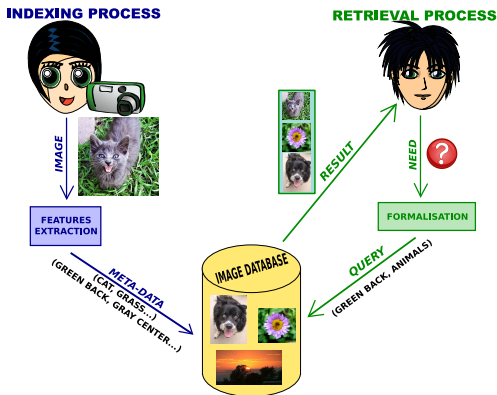 INDEXING PROCESS
RETRIEVAL PROCESS
IMAGE
RESULT
NEED
?
FEATURES
EXTRACTION
FORMALISATION
META-DATA
(CAT, GRASS...)
(GREEN BACK, GRAY CENTER...)
IMAGE DATABASE
QUERY
(GREEN BACK, ANIMALS)